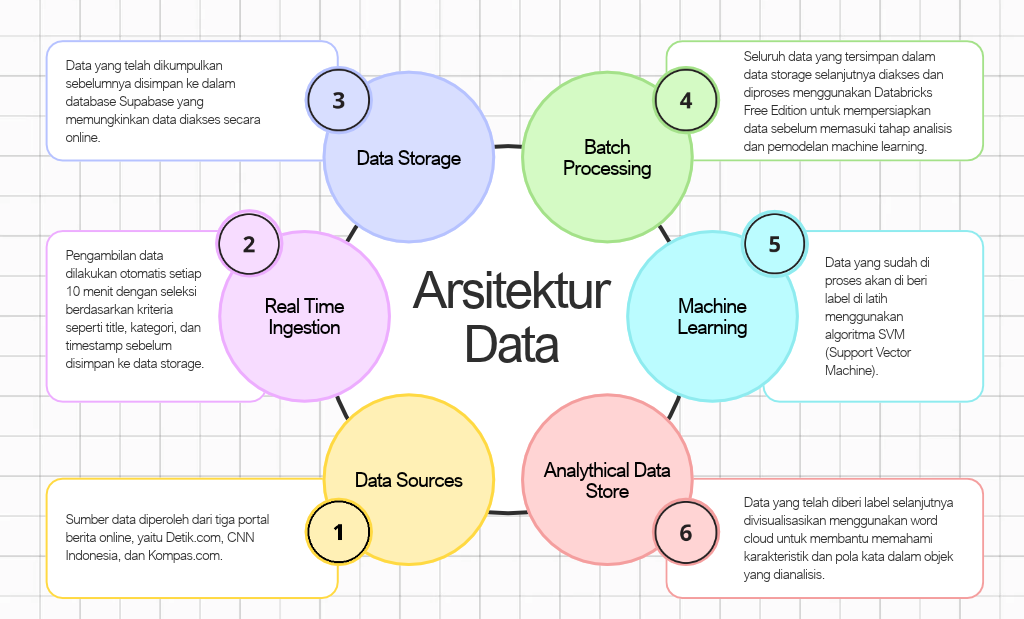 Arsitektur
Data
1
Data Sources
Sumber data diperoleh dari tiga portal
berita online, yaitu Detik.com, CNN
Indonesia, dan Kompas.com.
2
Real Time
Ingestion
Pengambilan data
dilakukan otomatis setiap
10 menit dengan seleksi
berdasarkan kriteria
seperti title, kategori, dan
timestamp sebelum
disimpan ke data storage.
3
Data Storage
Data yang telah dikumpulkan
sebelumnya disimpan ke dalam
database Supabase yang
memungkinkan data diakses secara
online.
4
Batch
Processing
Seluruh data yang tersimpan dalam
data storage selanjutnya diakses dan
diproses menggunakan Databricks
Free Edition untuk mempersiapkan
data sebelum memasuki tahap analisis
dan pemodelan machine learning.
5
Machine
Learning
Data yang sudah di
proses akan di beri
label di latih
menggunakan
algoritma SVM
(Support Vector
Machine).
6
Analythical Data
Store
Data yang telah diberi label selanjutnya
divisualisasikan menggunakan word
cloud untuk membantu memahami
karakteristik dan pola kata dalam objek
yang dianalisis.